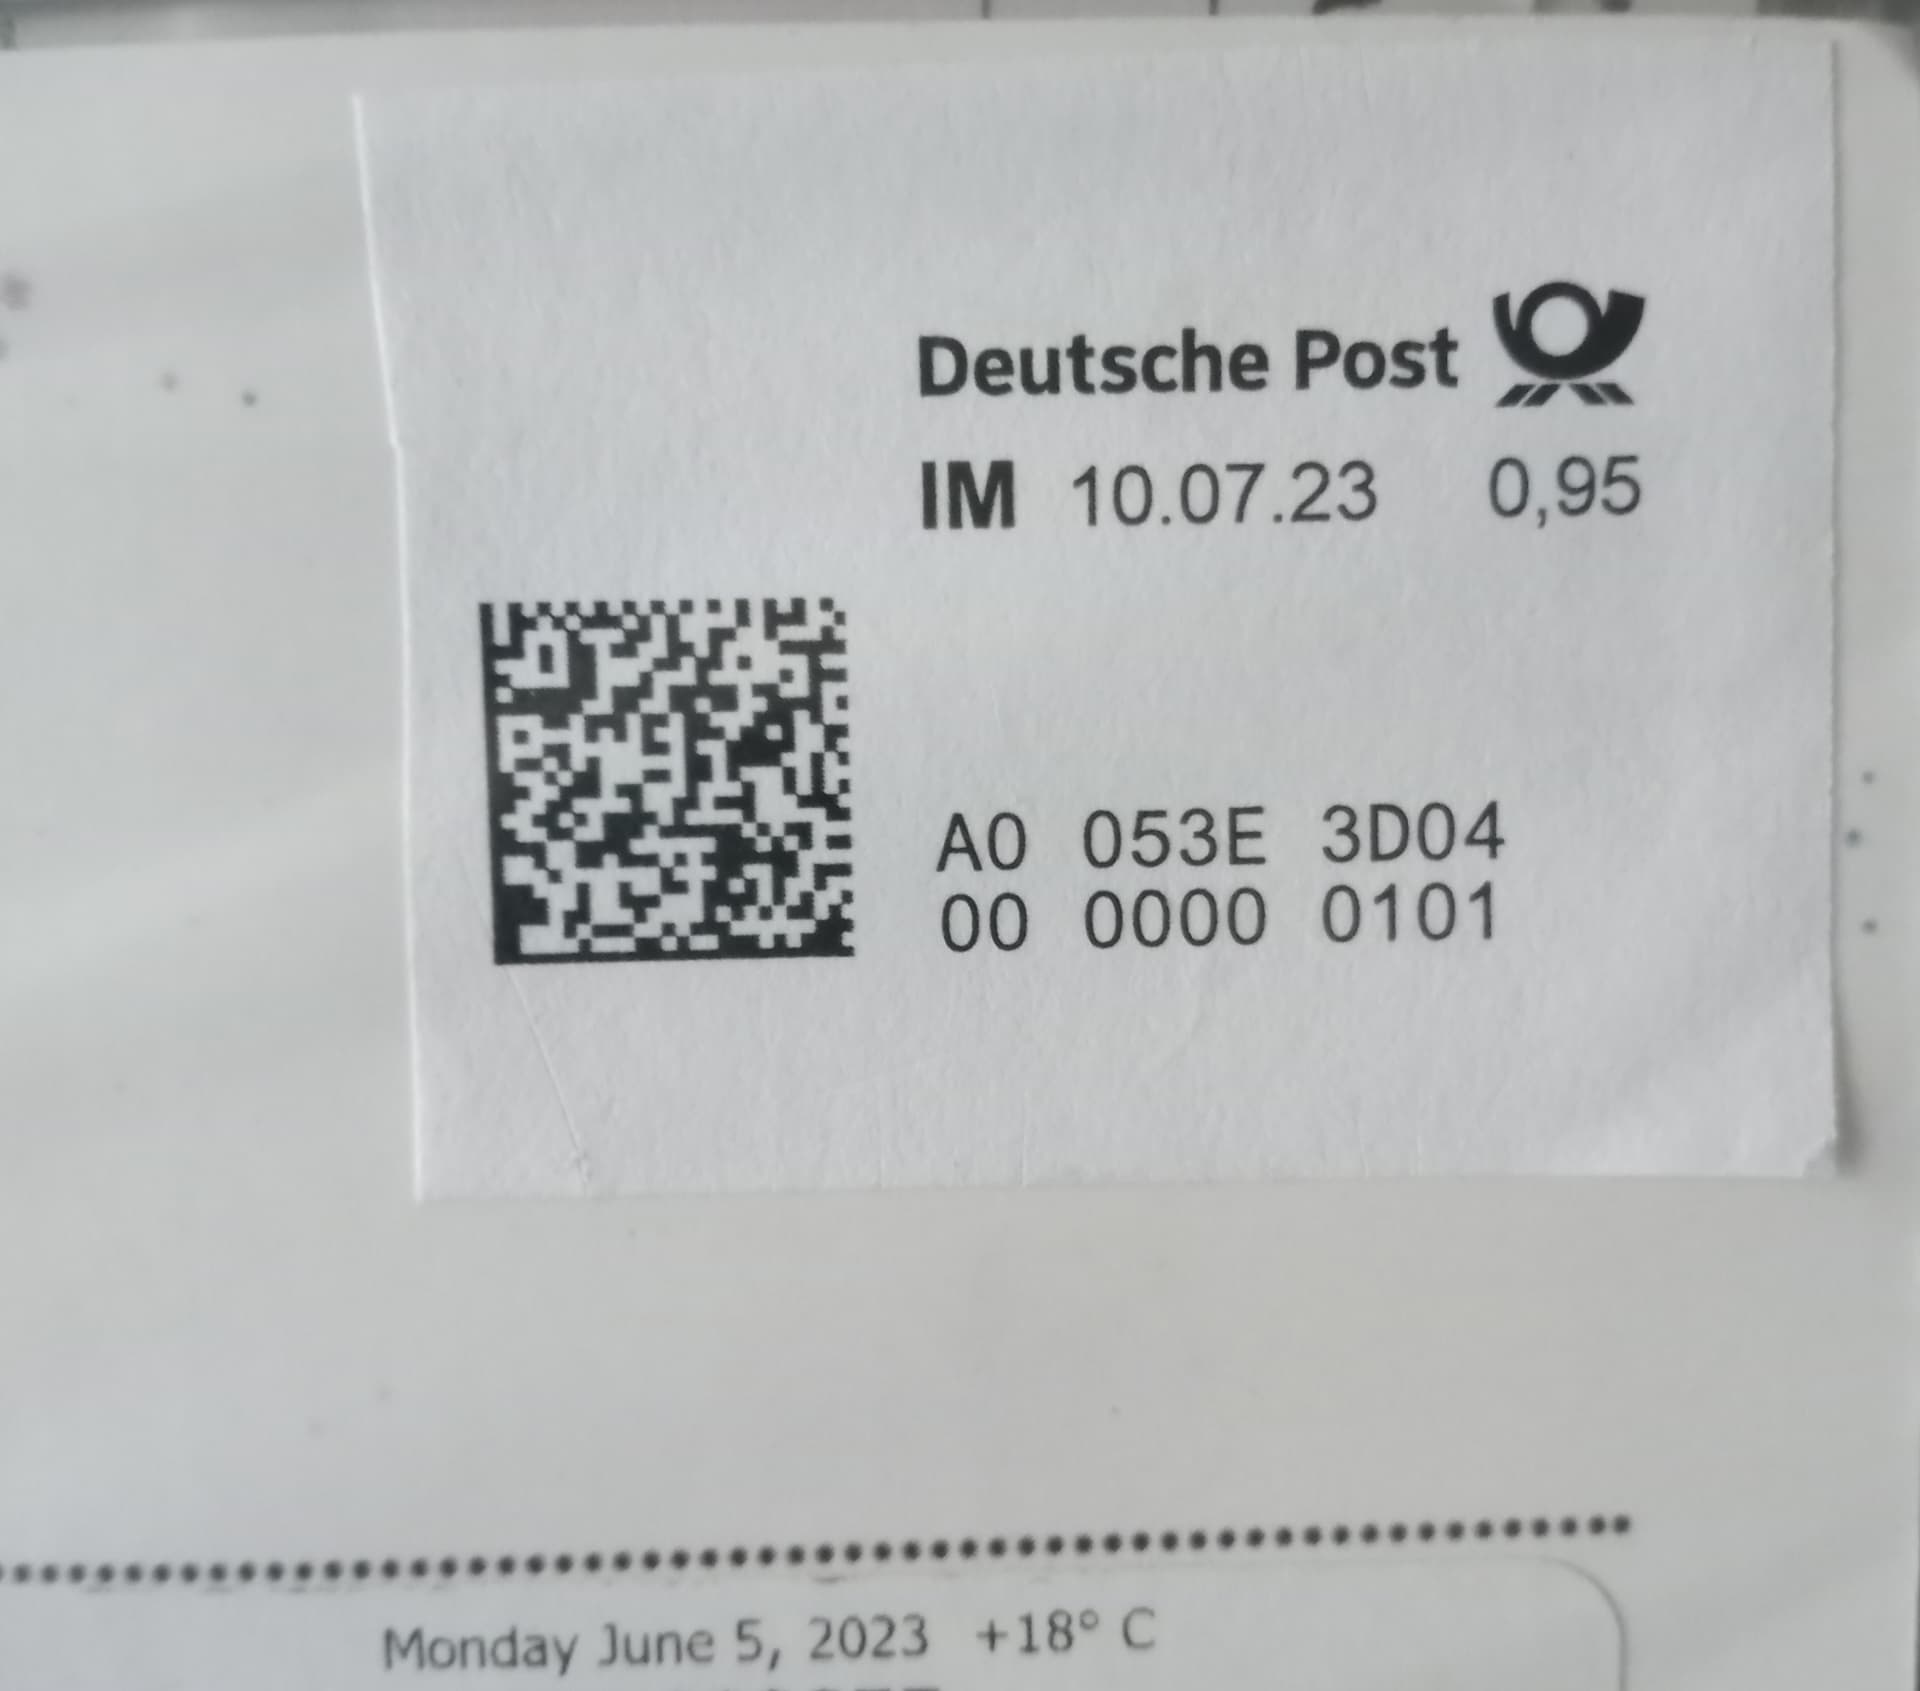 Deutsche Post
IM 10.07.23 0,95
A0 053E 3D04
00 0000 0101
Monday June 5, 2023 +18° C